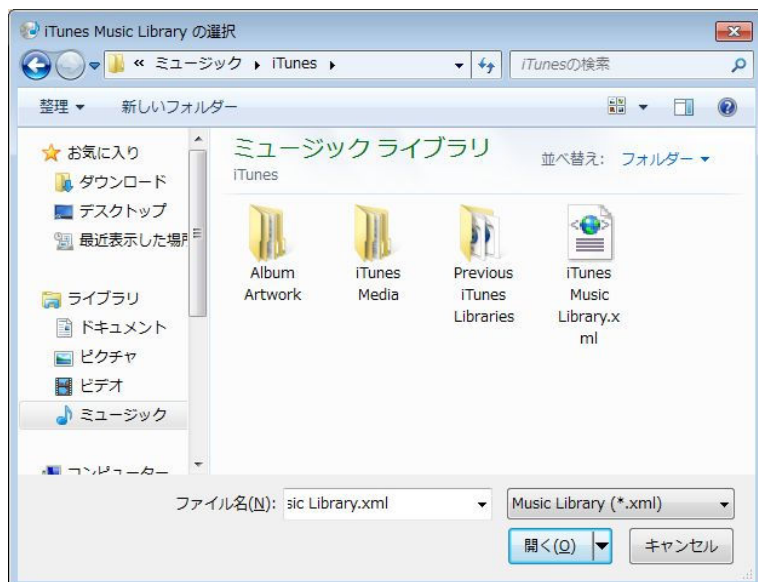 iTunes Music Library の選択
« ミュージック iTunes
iTunesの検索
整理 新しいフォルダー
お気に入り
ダウンロード
デスクトップ
最近表示した場所
ライブラリ
ドキュメント
ピクチャ
ビデオ
ミュージック
コンピューター
ミュージック ライブラリ
iTunes
並べ替え: フォルダー
Album
Artwork
iTunes
Media
Previous
iTunes
Libraries
iTunes
Music
Library.x
ml
ファイル名(N): sic Library.xml
Music Library (*.xml)
開く(O)
キャンセル